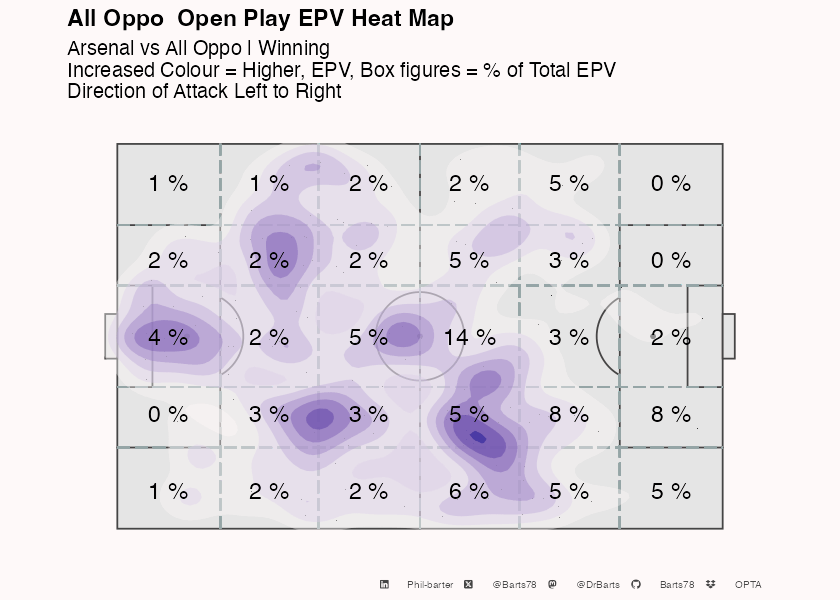 All Oppo  Open Play EPV Heat Map
Arsenal vs All Oppo | Winning
Increased Colour = Higher, EPV, Box figures = % of Total EPV
Direction of Attack Left to Right
1 % 1 % 2 % 2 % 5 % 0 %
2 % 2 % 2 % 5 % 3 % 0 %
4 % 2 % 5 % 14 % 3 % 2 %
0 % 3 % 3 % 5 % 8 % 8 %
1 % 2 % 2 % 6 % 5 % 5 %
Phil-barter @Barts78 @DrBarts Barts78 OPTA